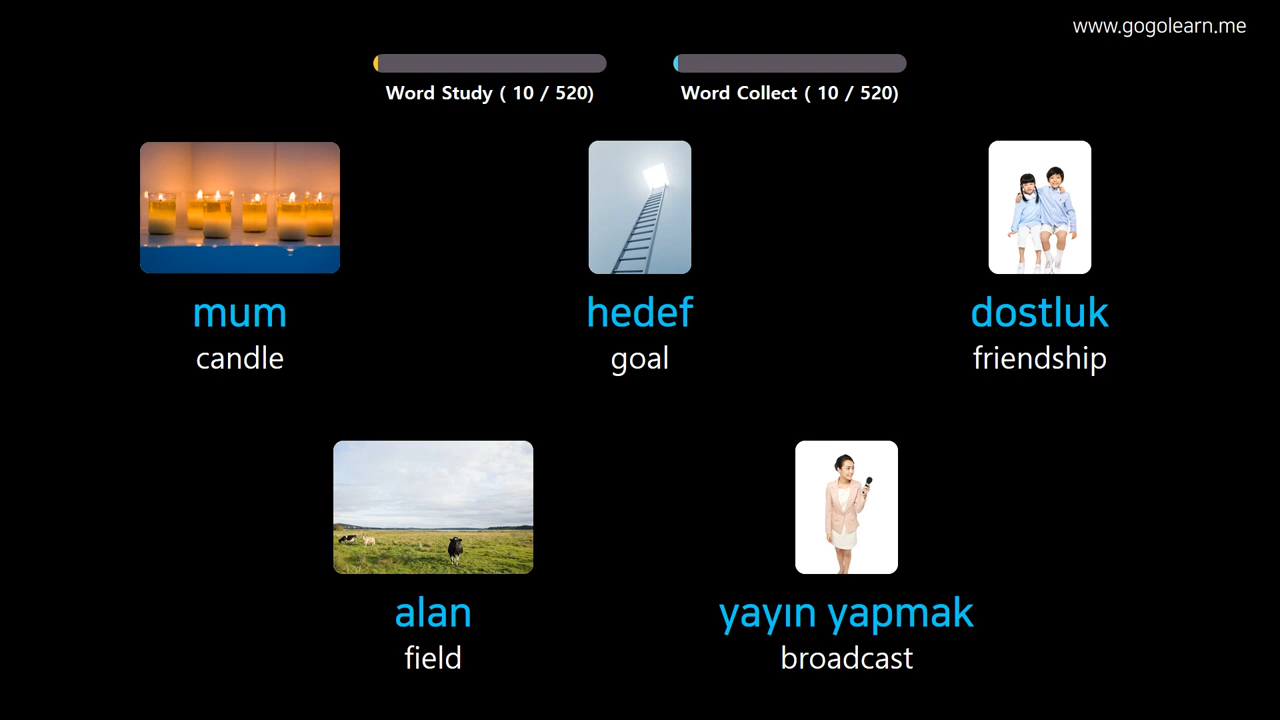 www.gogolearn.me
Word Study ( 10 / 520)
Word Collect ( 10 / 520)
mum
candle
hedef
goal
dostluk
friendship
alan
field
yayın yapmak
broadcast